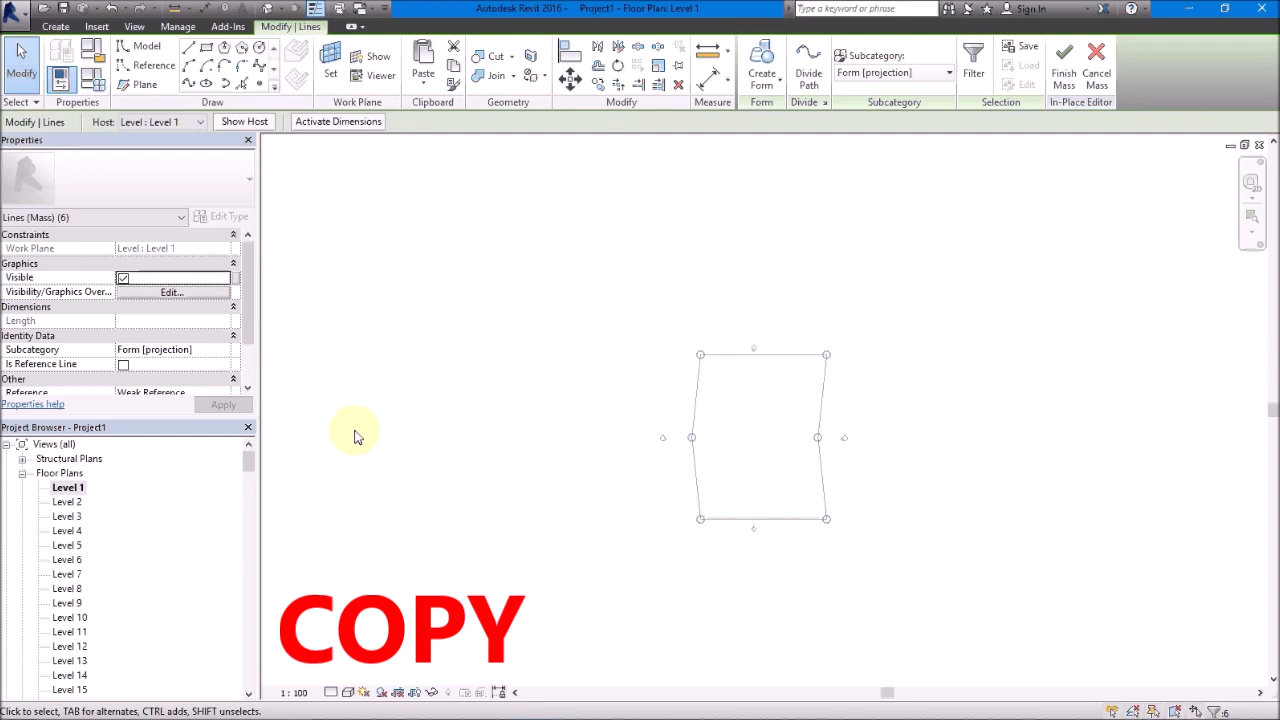 Autodesk Revit 2016 - Project1 - Floor Plan: Level 1
Type a keyword or phrase
Sign In
Create
Insert
View
Manage
Add-Ins
Modify | Lines
Modify
Model
Reference
Plane
Set
Show
Viewer
Paste
Cut
Join
Create Form
Divide Path
Subcategory:
Form [projection]
Filter
Save
Load
Edit
Finish Mass
Cancel Mass
Select
Properties
Draw
Work Plane
Clipboard
Geometry
Modify
Measure
Form
Divide
Subcategory
Selection
In-Place Editor
Modify | Lines
Host:
Level : Level 1
Show Host
Activate Dimensions
Properties
Lines (Mass) (6)
Edit Type
Constraints
Work Plane
Level : Level 1
Graphics
Visible
Visibility/Graphics Over...
Edit...
Dimensions
Length
Identity Data
Subcategory
Form [projection]
Is Reference Line
Other
Reference
Weak Reference
Properties help
Apply
Project Browser - Project1
Views (all)
Structural Plans
Floor Plans
Level 1
Level 2
Level 3
Level 4
Level 5
Level 6
Level 7
Level 8
Level 9
Level 10
Level 11
Level 12
Level 13
Level 14
Level 15
2D
COPY
1 : 100
Click to select, TAB for alternates, CTRL adds, SHIFT unselects.
:6